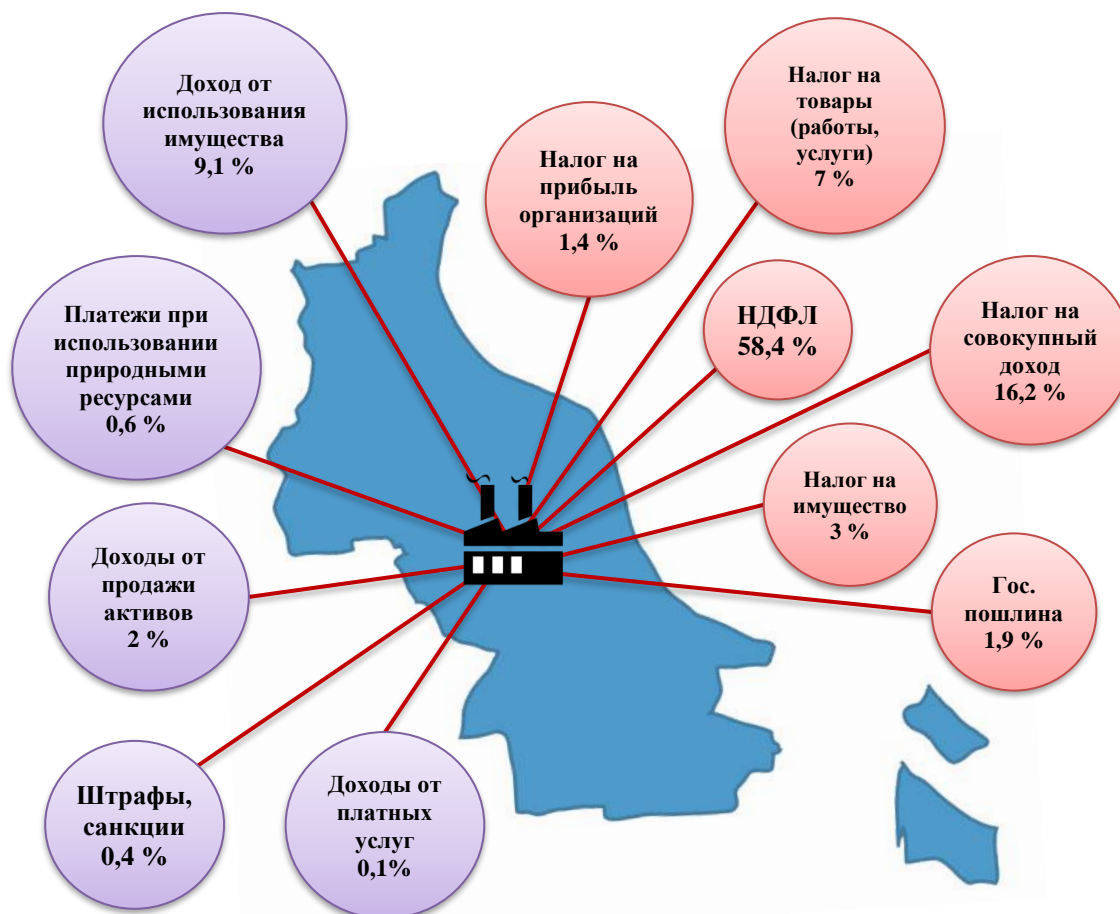 Доход от
использования
имущества
9,1 %
Налог на
прибыль
организаций
1,4 %
Налог на
товары
(работы,
услуги)
7 %
Платежи при
использовании
природными
ресурсами
0,6 %
НДФЛ
58,4 %
Налог на
совокупный
доход
16,2 %
Налог на
имущество
3 %
Доходы от
продажи
активов
2 %
Гос.
пошлина
1,9 %
Штрафы,
санкции
0,4 %
Доходы от
платных
услуг
0,1%